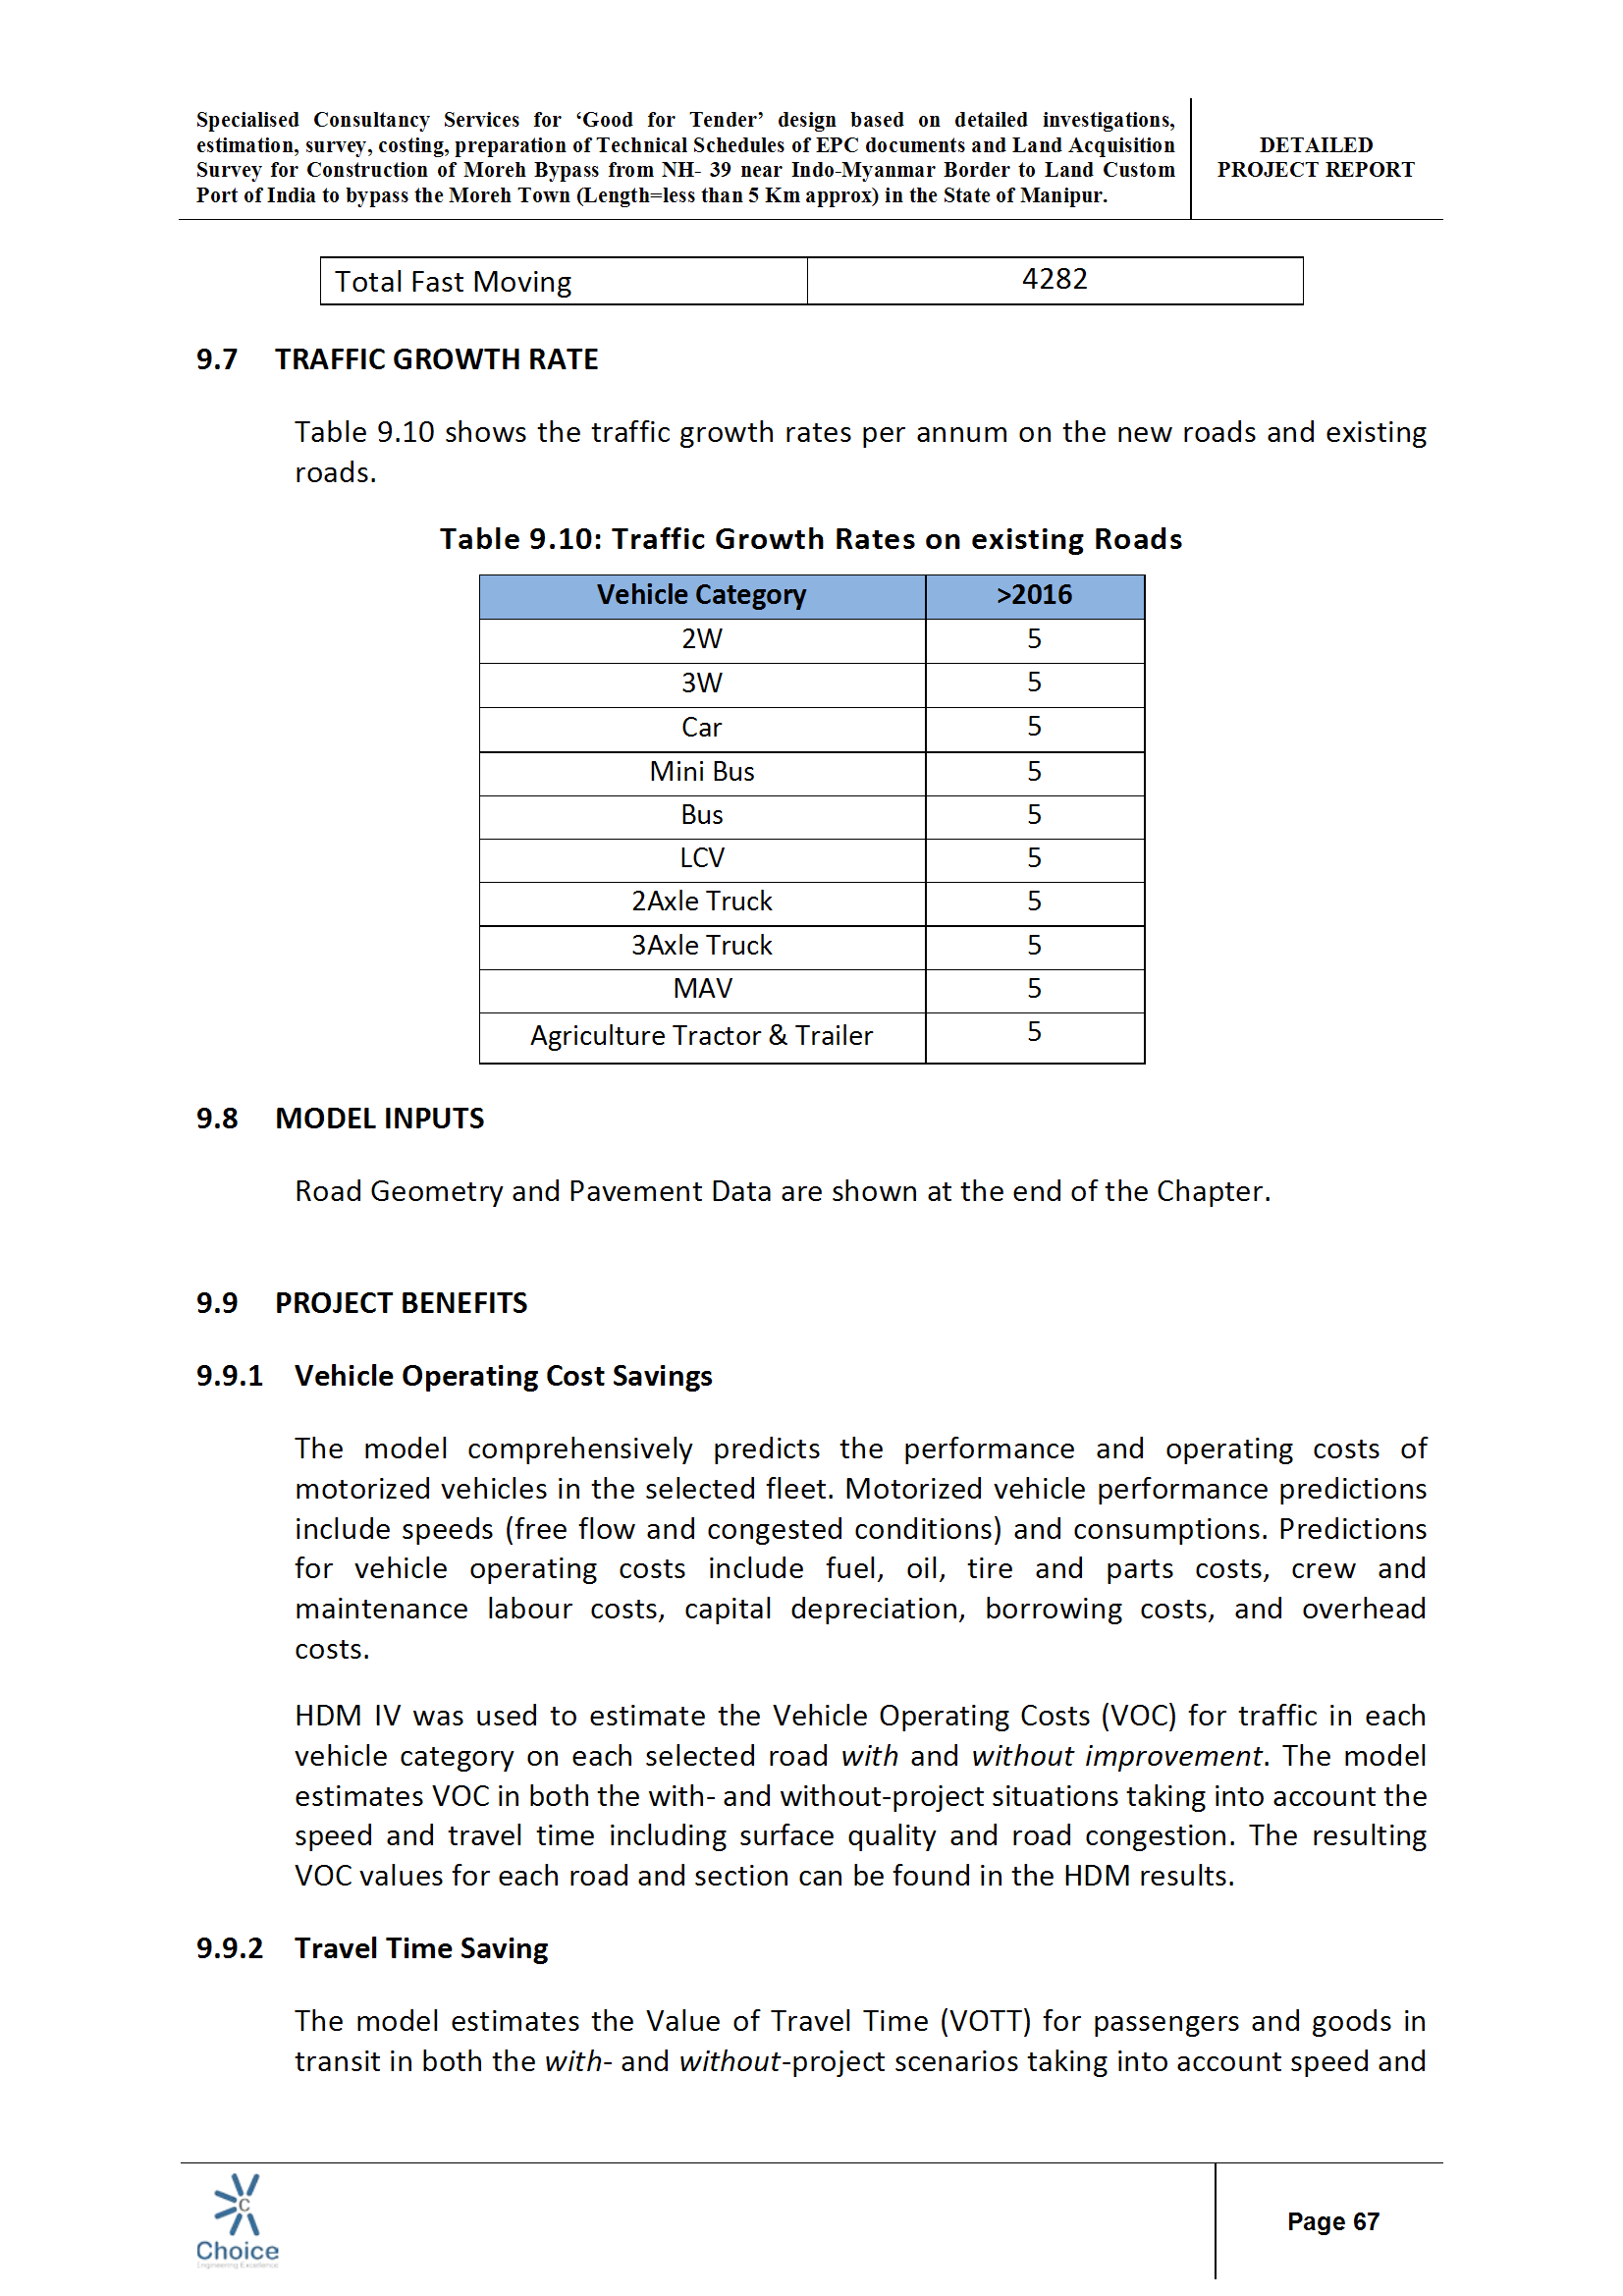 Specialised Consultancy Services for ‘Good for Tender’ design based on detailed investigations,
estimation, survey, costing, preparation of Technical Schedules of EPC documents and Land Acquisition
Survey for Construction of Moreh Bypass from NH- 39 near Indo-Myanmar Border to Land Custom
Port of India to bypass the Moreh Town (Length=less than 5 Km approx) in the State of Manipur.
DETAILED
PROJECT REPORT
Total Fast Moving 4282
9.7 TRAFFIC GROWTH RATE
Table 9.10 shows the traffic growth rates per annum on the new roads and existing
roads.
Table 9.10: Traffic Growth Rates on existing Roads
Vehicle Category >2016
2W 5
3W 5
Car 5
Mini Bus 5
Bus 5
LCV 5
2Axle Truck 5
3Axle Truck 5
MAV 5
Agriculture Tractor & Trailer 5
9.8 MODEL INPUTS
Road Geometry and Pavement Data are shown at the end of the Chapter.
9.9 PROJECT BENEFITS
9.9.1 Vehicle Operating Cost Savings
The model comprehensively predicts the performance and operating costs of
motorized vehicles in the selected fleet. Motorized vehicle performance predictions
include speeds (free flow and congested conditions) and consumptions. Predictions
for vehicle operating costs include fuel, oil, tire and parts costs, crew and
maintenance labour costs, capital depreciation, borrowing costs, and overhead
costs.
HDM IV was used to estimate the Vehicle Operating Costs (VOC) for traffic in each
vehicle category on each selected road with and without improvement. The model
estimates VOC in both the with- and without-project situations taking into account the
speed and travel time including surface quality and road congestion. The resulting
VOC values for each road and section can be found in the HDM results.
9.9.2 Travel Time Saving
The model estimates the Value of Travel Time (VOTT) for passengers and goods in
transit in both the with- and without-project scenarios taking into account speed and
C
Choice
Engineering Excellence
Page 67